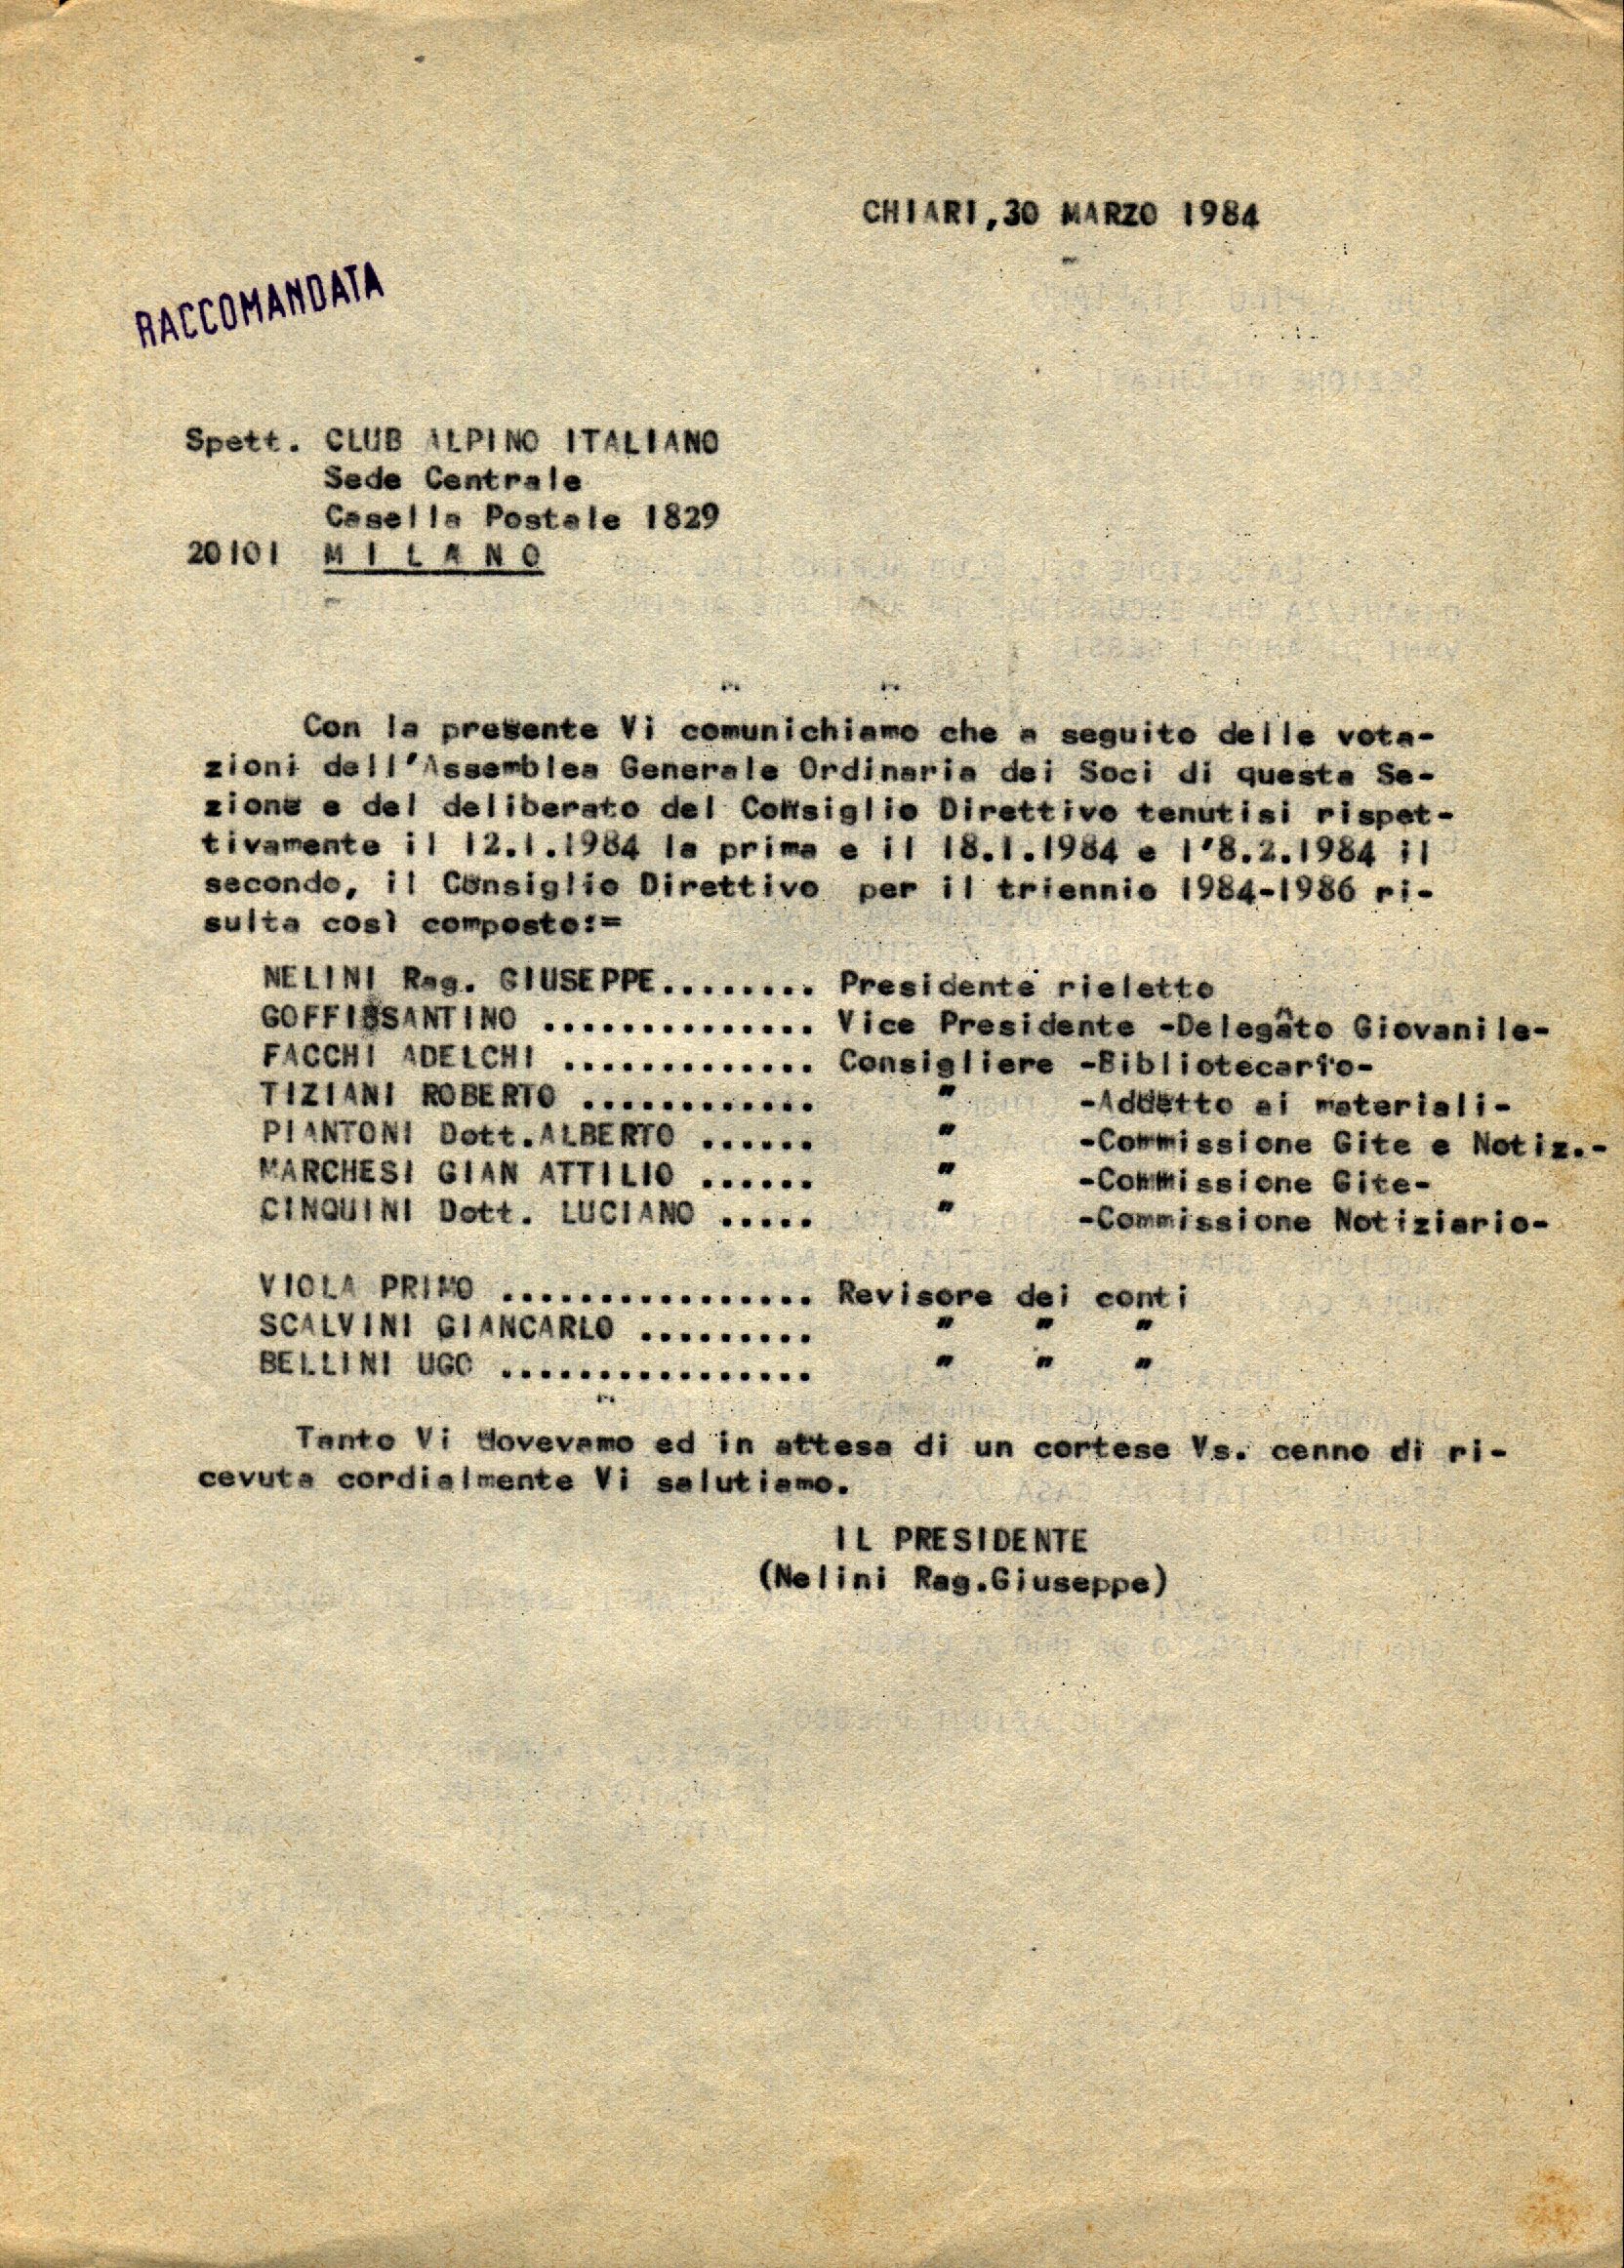 CHIARI,30 MARZO 1984
RACCOMANDATA
Spett. CLUB ALPINO ITALIANO
Sede Centrale
Casella Postale 1829
20101 M I L A N O
Con la presente Vi comunichiamo che a seguito delle vota-
zioni dell'Assemblea Generale Ordinaria dei Soci di questa Se-
zione e del deliberato del Consiglio Direttivo tenutisi rispet-
tivamente il 12.1.1984 la prima e il 18.1.1984 e l'8.2.1984 il
secondo, il Consiglio Direttivo per il triennio 1984-1986 ri-
sulta così composto:=
NELINI Rag. GIUSEPPE........ Presidente rieletto
GOFFI SANTINO .............. Vice Presidente -Delegato Giovanile-
FACCHI ADELCHI ............. Consigliere -Bibliotecario-
TIZIANI ROBERTO ............ " -Addetto ai materiali-
PIANTONI Dott.ALBERTO ...... " -Commissione Gite e Notiz.-
MARCHESI GIAN ATTILIO ...... " -Commissione Gite-
CINQUINI Dott. LUCIANO ..... " -Commissione Notiziario-
VIOLA PRIMO ................ Revisore dei conti
SCALVINI GIANCARLO ......... " " "
BELLINI UGO ................ " " "
Tanto Vi dovevamo ed in attesa di un cortese Vs. cenno di ri-
cevuta cordialmente Vi salutiamo.
IL PRESIDENTE
(Nelini Rag.Giuseppe)